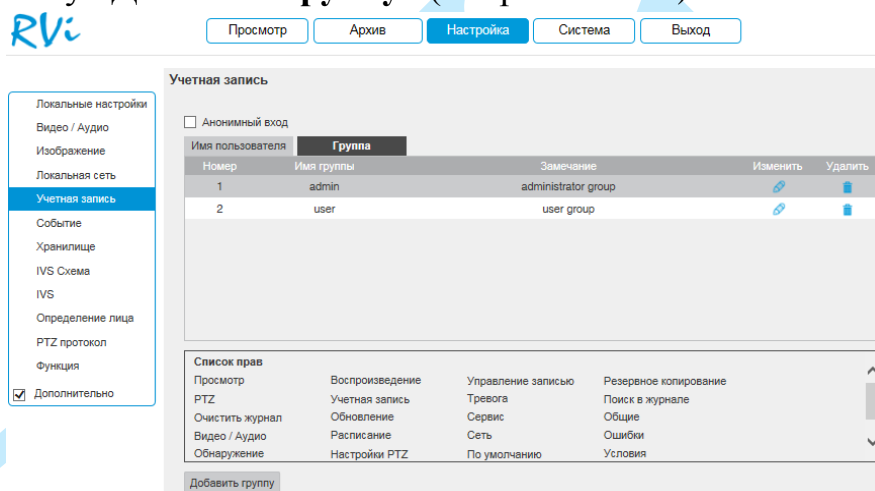 RVi
Просмотр Архив Настройка Система Выход
Учетная запись
Локальные настройки
Видео / Аудио
Изображение
Локальная сеть
Учетная запись
Событие
Хранилище
IVS Схема
IVS
Определение лица
PTZ протокол
Функция
Дополнительно
Анонимный вход
Имя пользователя Группа
Номер Имя группы Замечание Изменить Удалить
1 admin administrator group
2 user user group
Список прав
Просмотр Воспроизведение Управление записью Резервное копирование
PTZ Учетная запись Тревога Поиск в журнале
Очистить журнал Обновление Сервис Общие
Видео / Аудио Расписание Сеть Ошибки
Обнаружение Настройки PTZ По умолчанию Условия
Добавить группу